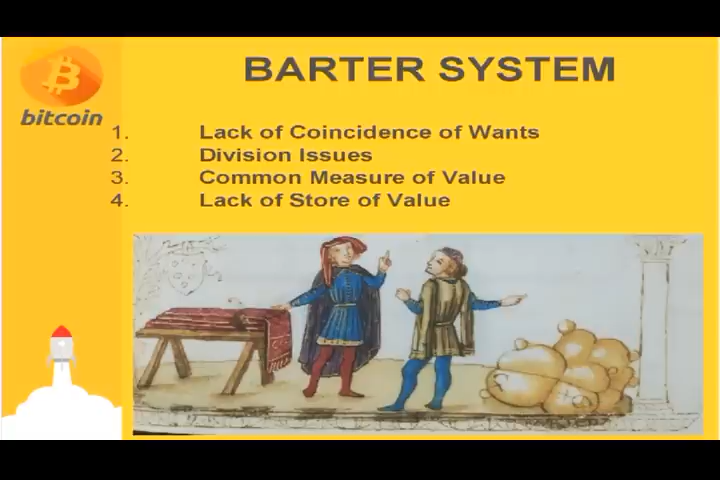 bitcoin
BARTER SYSTEM
1. Lack of Coincidence of Wants
2. Division Issues
3. Common Measure of Value
4. Lack of Store of Value